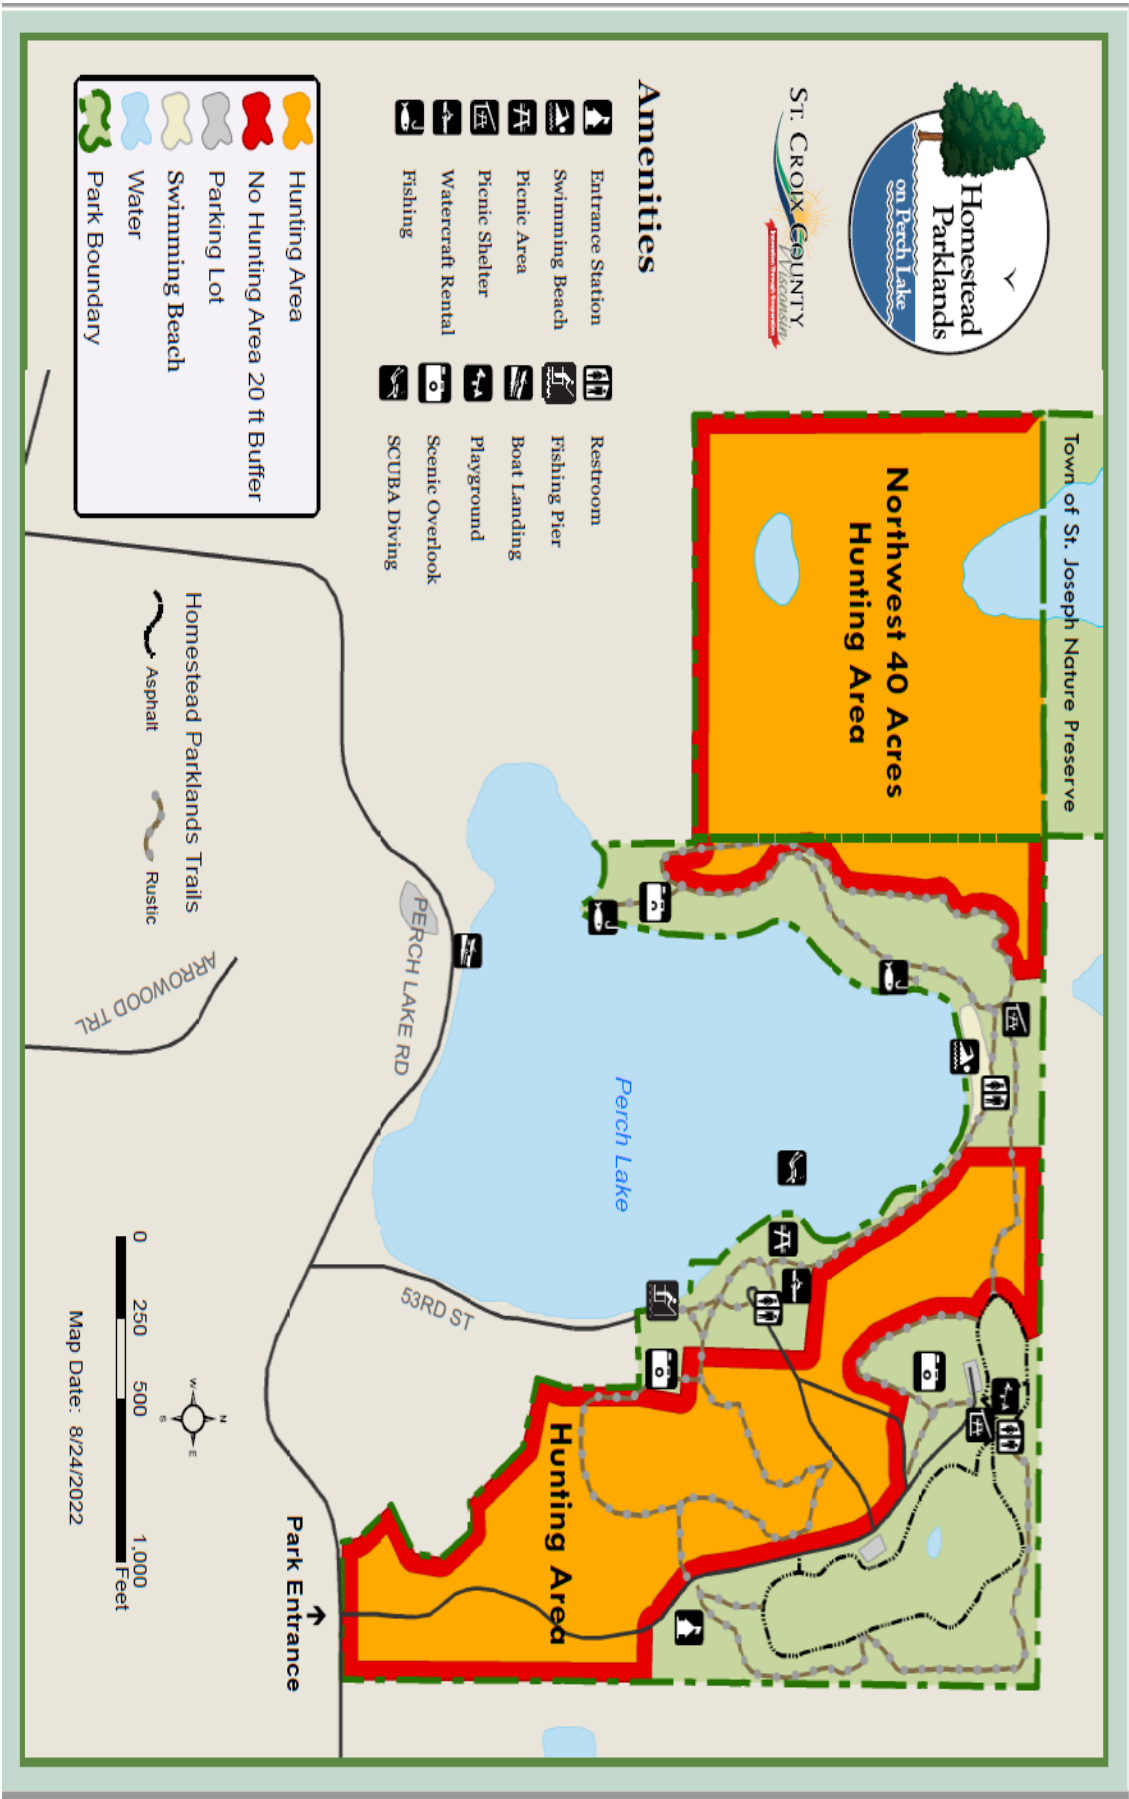 Homestead
Parklands
on Perch Lake
ST. CROIX COUNTY
Wisconsin
Amenities
Entrance Station
Swimming Beach
Picnic Area
Picnic Shelter
Watercraft Rental
Fishing
Restroom
Fishing Pier
Boat Landing
Playground
Scenic Overlook
SCUBA Diving
Hunting Area
No Hunting Area 20 ft Buffer
Parking Lot
Swimming Beach
Water
Park Boundary
Town of St. Joseph Nature Preserve
Northwest 40 Acres
Hunting Area
Homestead Parklands Trails
Asphalt
Rustic
PERCH LAKE RD
ARROWOOD TRL
Perch Lake
53RD ST
Hunting Area
Park Entrance
0 250 500 1,000
Feet
N
W
E
S
Map Date: 8/24/2022